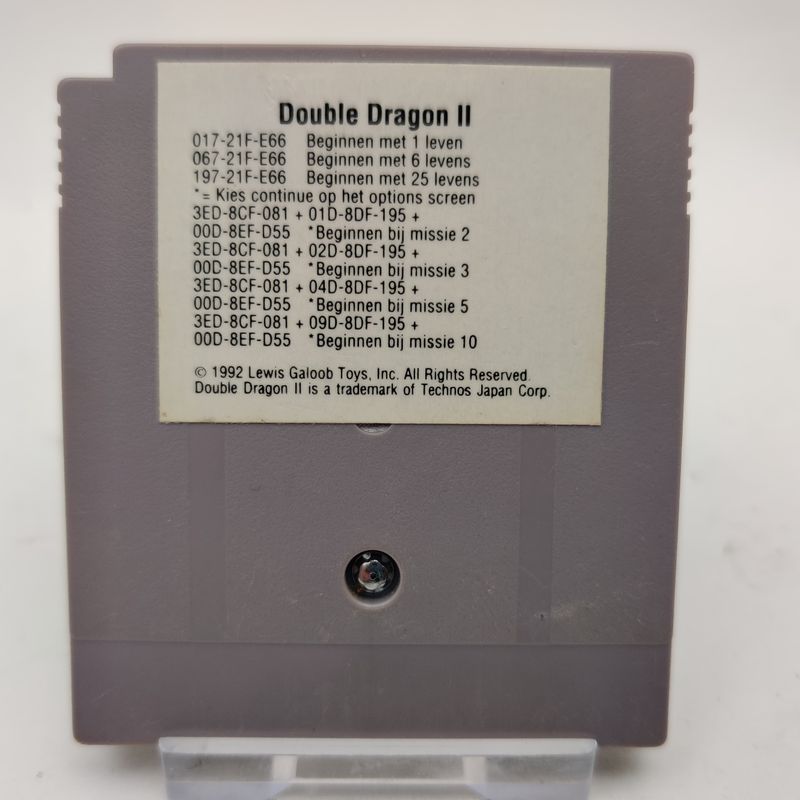 Double Dragon II
017-21F-E66 Beginnen met 1 leven
067-21F-E66 Beginnen met 6 levens
197-21F-E66 Beginnen met 25 levens
*= Kies continue op het options screen
3ED-8CF-081 + 01D-8DF-195 +
00D-8EF-D55 *Beginnen bij missie 2
3ED-8CF-081 + 02D-8DF-195 +
00D-8EF-D55 *Beginnen bij missie 3
3ED-8CF-081 + 04D-8DF-195 +
00D-8EF-D55 *Beginnen bij missie 5
3ED-8CF-081 + 09D-8DF-195 +
00D-8EF-D55 *Beginnen bij missie 10
© 1992 Lewis Galoob Toys, Inc. All Rights Reserved.
Double Dragon II is a trademark of Technos Japan Corp.